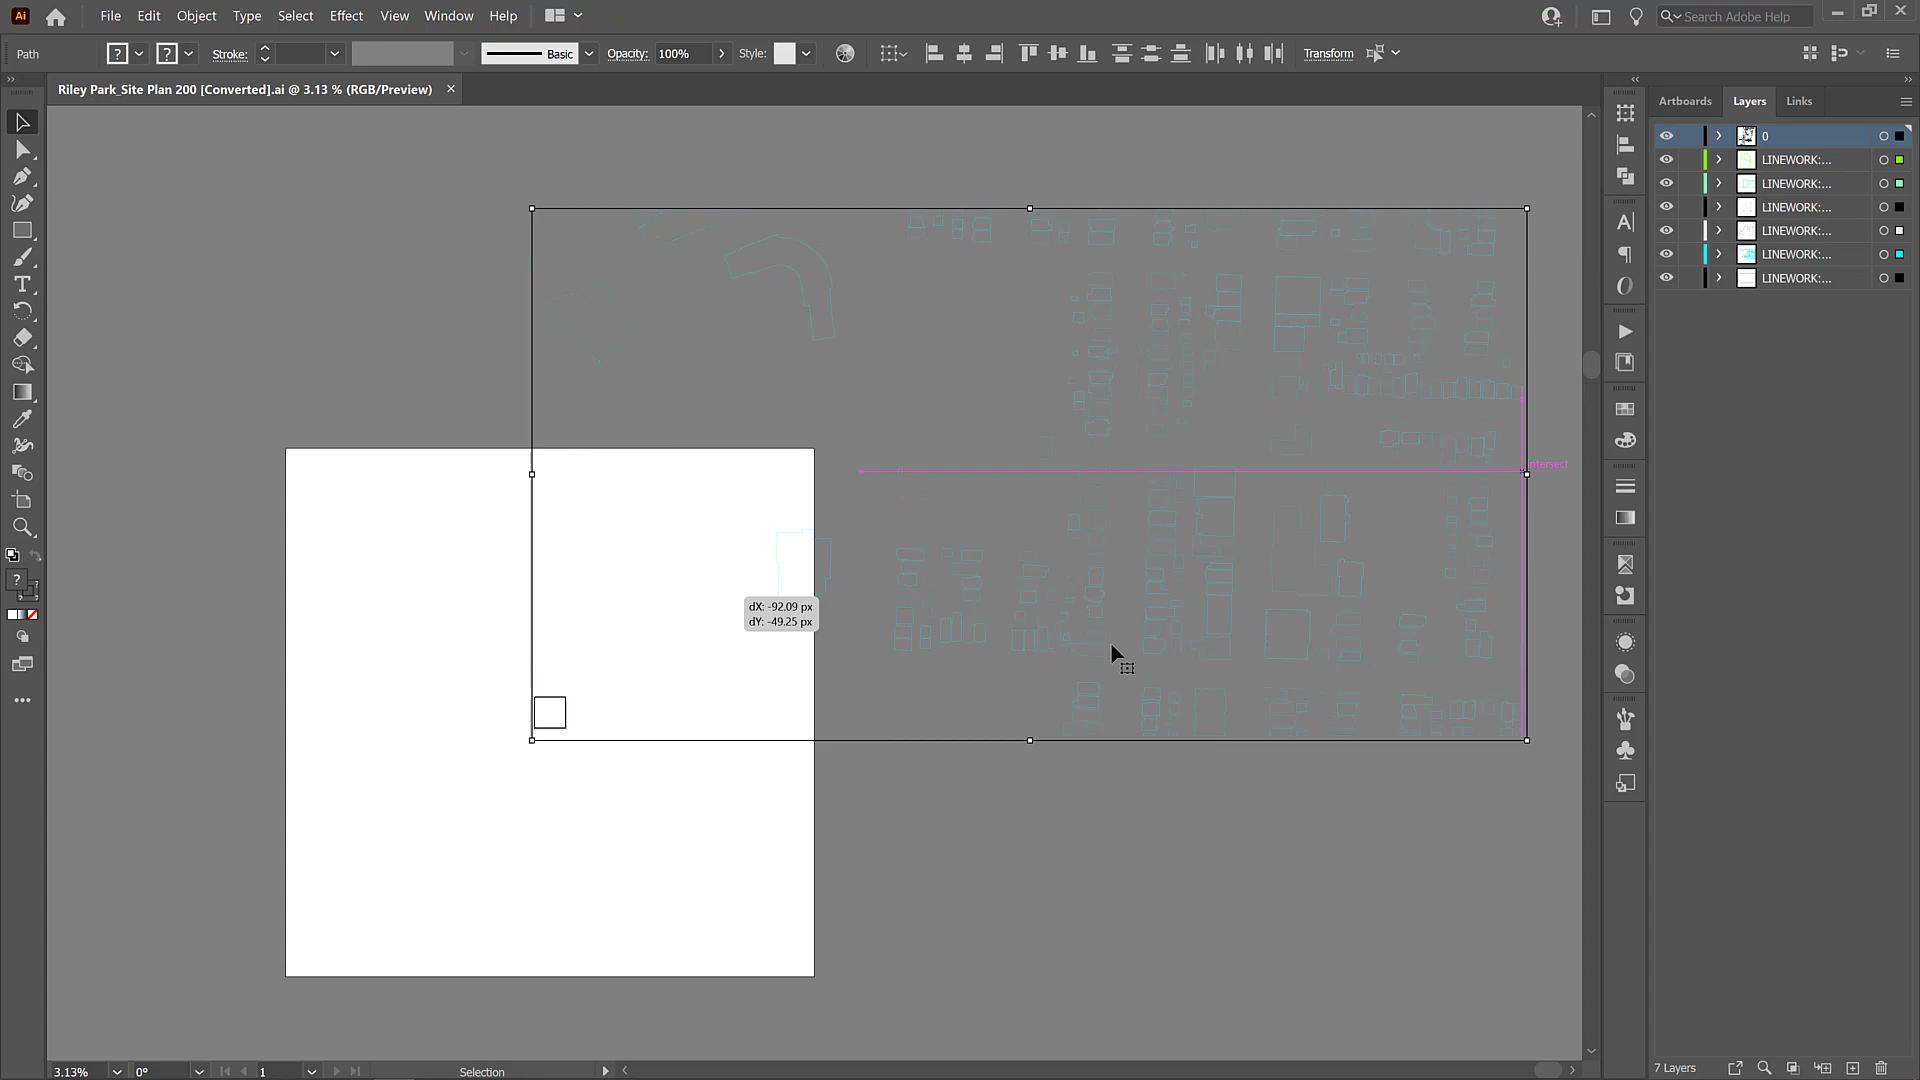 Ai File Edit Object Type Select Effect View Window Help Search Adobe Help
Path ? ? Stroke: Basic Opacity: 100% Style: Transform
Riley Park_Site Plan 200 [Converted].ai @ 3.13 % (RGB/Preview)
Artboards Layers Links
0
LINEWORK:...
LINEWORK:...
LINEWORK:...
LINEWORK:...
LINEWORK:...
LINEWORK:...
intersect
dX: -92.09 px
dY: -49.25 px
?
?
3.13% 0° 1 Selection 7 Layers